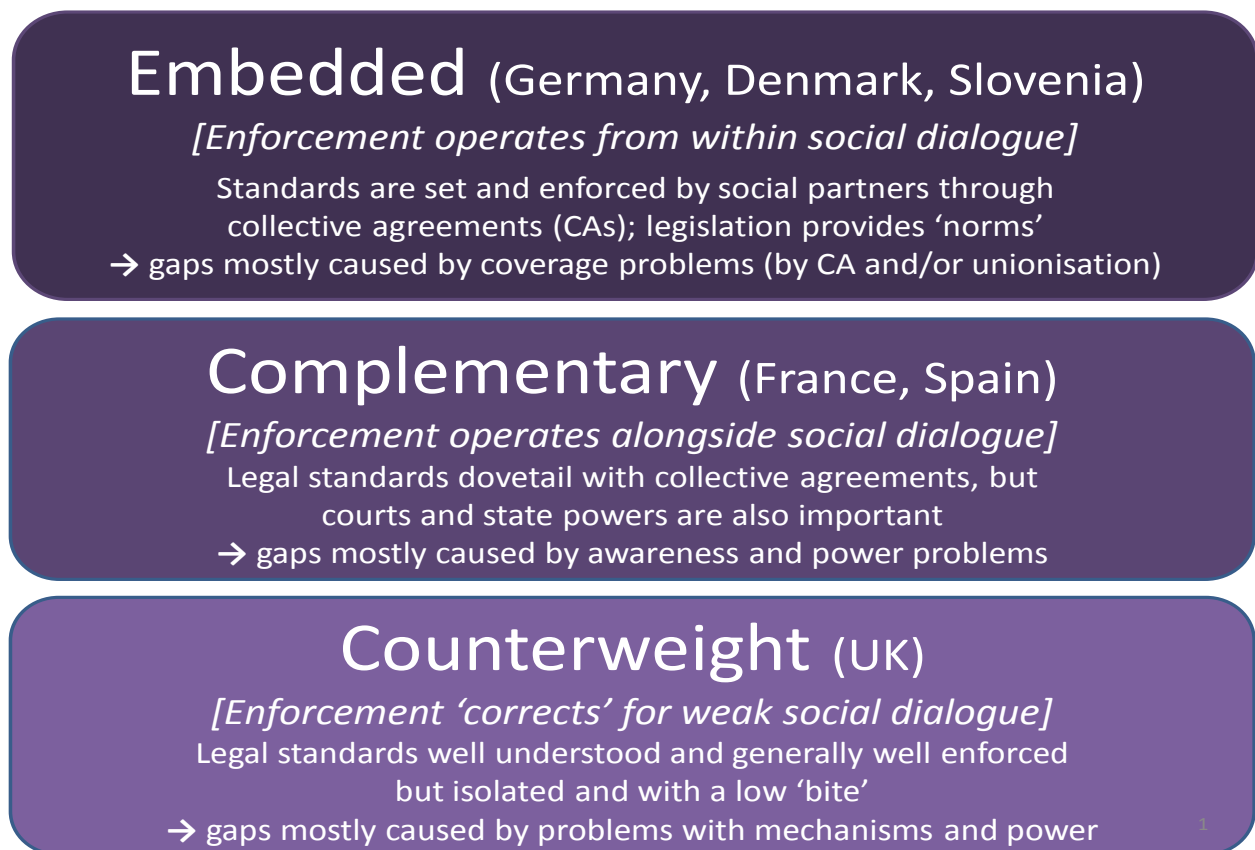 Embedded (Germany, Denmark, Slovenia)
[Enforcement operates from within social dialogue]
Standards are set and enforced by social partners through
collective agreements (CAs); legislation provides ‘norms’
→ gaps mostly caused by coverage problems (by CA and/or unionisation)
Complementary (France, Spain)
[Enforcement operates alongside social dialogue]
Legal standards dovetail with collective agreements, but
courts and state powers are also important
→ gaps mostly caused by awareness and power problems
Counterweight (UK)
[Enforcement ‘corrects’ for weak social dialogue]
Legal standards well understood and generally well enforced
but isolated and with a low ‘bite’
→ gaps mostly caused by problems with mechanisms and power
1